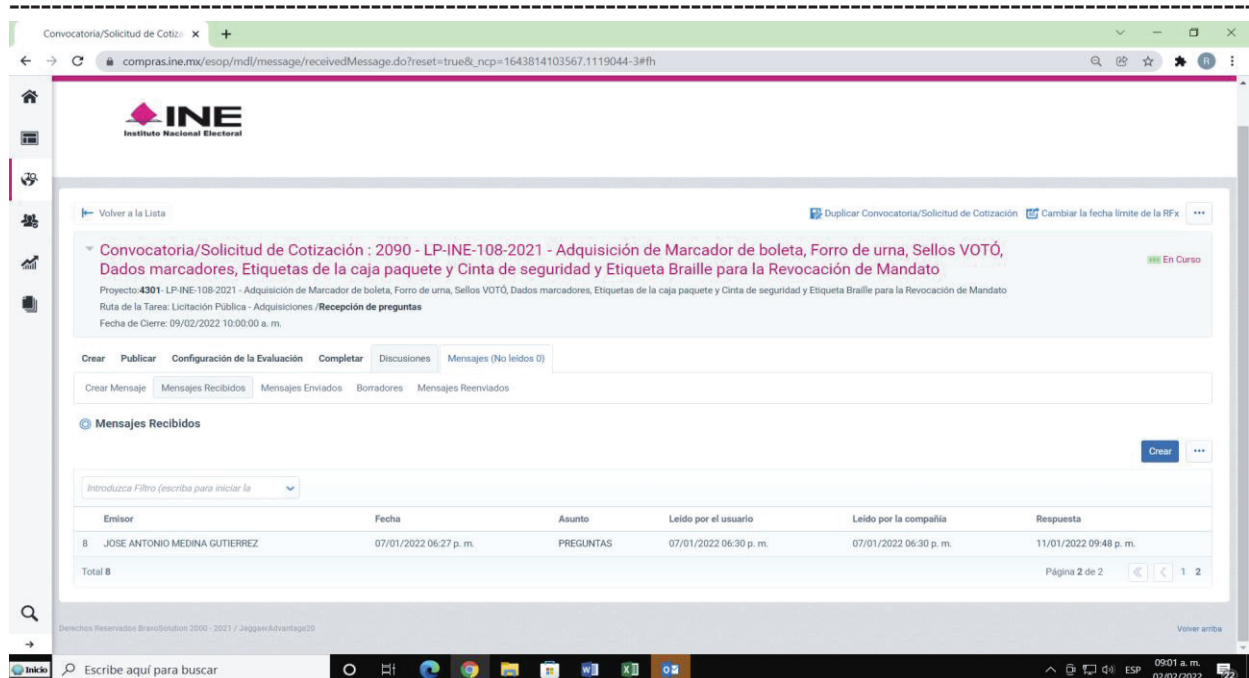 Convocatoria/Solicitud de Cotiza
compras.ine.mx/esop/mdl/message/receivedMessage.do?reset=true&_ncp=1643814103567.1119044-3#fh
R
INE
Instituto Nacional Electoral
Volver a la Lista
Duplicar Convocatoria/Solicitud de Cotización Cambiar la fecha límite de la RFx ...
Convocatoria/Solicitud de Cotización : 2090 - LP-INE-108-2021 - Adquisición de Marcador de boleta, Forro de urna, Sellos VOTÓ,
Dados marcadores, Etiquetas de la caja paquete y Cinta de seguridad y Etiqueta Braille para la Revocación de Mandato
En Curso
Proyecto:4301- LP-INE-108-2021 - Adquisición de Marcador de boleta, Forro de urna, Sellos VOTÓ, Dados marcadores, Etiquetas de la caja paquete y Cinta de seguridad y Etiqueta Braille para la Revocación de Mandato
Ruta de la Tarea: Licitación Pública - Adquisiciones /Recepción de preguntas
Fecha de Cierre: 09/02/2022 10:00:00 a. m.
Crear Publicar Configuración de la Evaluación Completar Discusiones Mensajes (No leídos 0)
Crear Mensaje Mensajes Recibidos Mensajes Enviados Borradores Mensajes Reenviados
Mensajes Recibidos
Crear ...
Introduzca Filtro (escriba para iniciar la
Emisor Fecha Asunto Leído por el usuario Leído por la compañía Respuesta
8 JOSE ANTONIO MEDINA GUTIERREZ 07/01/2022 06:27 p. m. PREGUNTAS 07/01/2022 06:30 p. m. 07/01/2022 06:30 p. m. 11/01/2022 09:48 p. m.
Total 8 Página 2 de 2 1 2
Derechos Reservados BravoSolution 2000 - 2021 / JaggaerAdvantage20 Volver arriba
Inicio Escribe aquí para buscar ESP 09:01 a. m.
02/02/2022 22